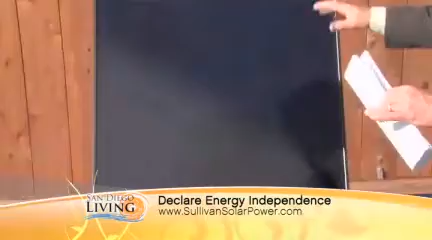 SAN DIEGO
LIVING
Declare Energy Independence
www.SullivanSolarPower.com